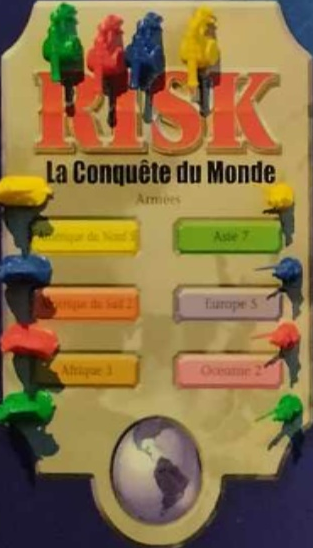 RISK
La Conquête du Monde
Armées
Amérique du Nord 5
Asie 7
Amérique du Sud 2
Europe 5
Afrique 3
Océanie 2